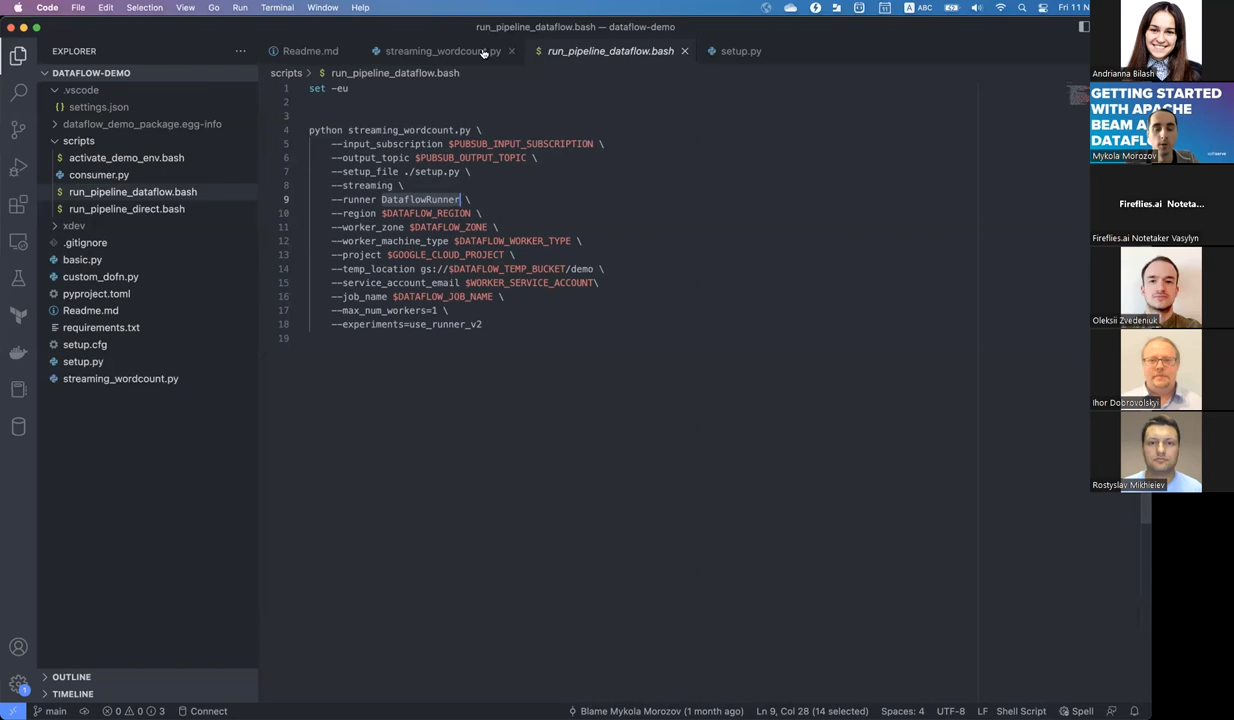 Code File Edit Selection View Go Run Terminal Window Help
A ABC
Fri 11 N
run_pipeline_dataflow.bash — dataflow-demo
EXPLORER
Readme.md
streaming_wordcount.py
$ run_pipeline_dataflow.bash
setup.py
DATAFLOW-DEMO
scripts > $ run_pipeline_dataflow.bash
.vscode
{} settings.json
dataflow_demo_package.egg-info
scripts
$ activate_demo_env.bash
consumer.py
$ run_pipeline_dataflow.bash
$ run_pipeline_direct.bash
xdev
.gitignore
basic.py
custom_dofn.py
pyproject.toml
Readme.md
requirements.txt
setup.cfg
setup.py
streaming_wordcount.py
OUTLINE
TIMELINE
1 set -eu
2
3
4 python streaming_wordcount.py \
5 --input_subscription $PUBSUB_INPUT_SUBSCRIPTION \
6 --output_topic $PUBSUB_OUTPUT_TOPIC \
7 --setup_file ./setup.py \
8 --streaming \
9 --runner DataflowRunner \
10 --region $DATAFLOW_REGION \
11 --worker_zone $DATAFLOW_ZONE \
12 --worker_machine_type $DATAFLOW_WORKER_TYPE \
13 --project $GOOGLE_CLOUD_PROJECT \
14 --temp_location gs://$DATAFLOW_TEMP_BUCKET/demo \
15 --service_account_email $WORKER_SERVICE_ACCOUNT\
16 --job_name $DATAFLOW_JOB_NAME \
17 --max_num_workers=1 \
18 --experiments=use_runner_v2
19
Andrianna Bilash
GETTING STARTED
WITH APACHE
BEAM A
DATAFL
Mykola Morozov
Fireflies.ai Noteta...
Fireflies.ai Notetaker Vasylyn
Oleksii Zvedeniuk
Ihor Dobrovolskyi
Rostyslav Mikhieiev
1
main
0 0 3
Connect
Blame Mykola Morozov (1 month ago)
Ln 9, Col 28 (14 selected)
Spaces: 4
UTF-8
LF
Shell Script
Spell